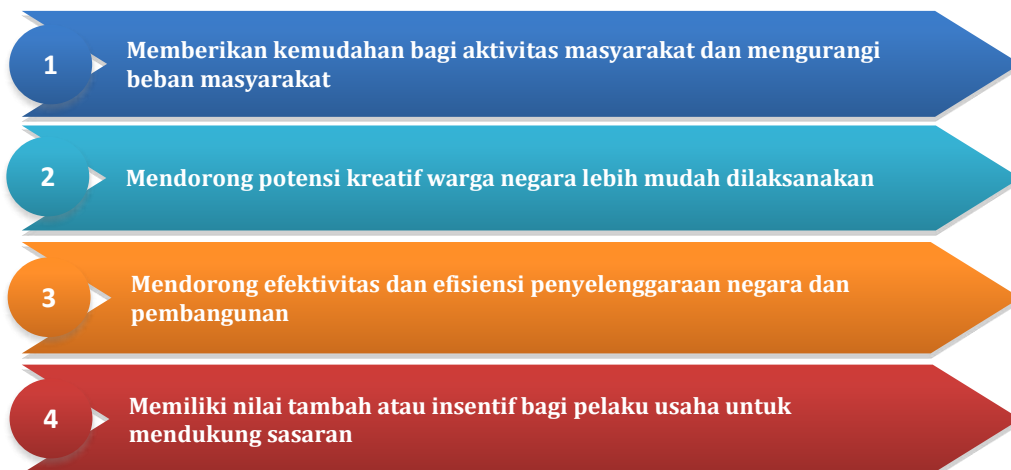 1
Memberikan kemudahan bagi aktivitas masyarakat dan mengurangi
beban masyarakat
2
Mendorong potensi kreatif warga negara lebih mudah dilaksanakan
3
Mendorong efektivitas dan efisiensi penyelenggaraan negara dan
pembangunan
4
Memiliki nilai tambah atau insentif bagi pelaku usaha untuk
mendukung sasaran